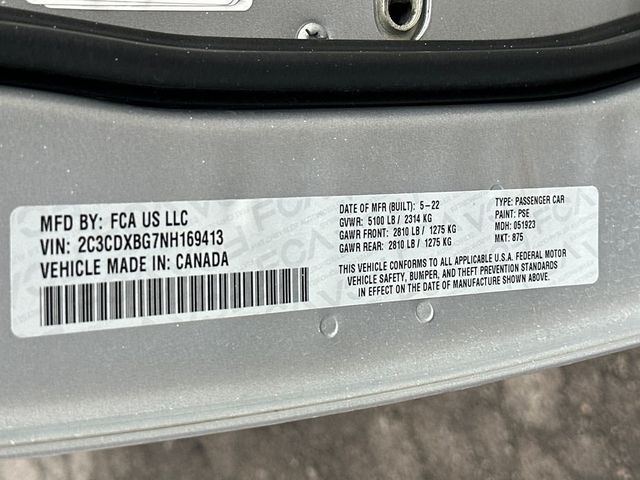 MFD BY: FCA US LLC
VIN: 2C3CDXBG7NH169413
VEHICLE MADE IN: CANADA
DATE OF MFR (BUILT): 5-22
GVWR: 5100 LB / 2314 KG
GAWR FRONT: 2810 LB / 1275 KG
GAWR REAR: 2810 LB / 1275 KG
TYPE: PASSENGER CAR
PAINT: PSE
MDH: 051923
MKT: 875
THIS VEHICLE CONFORMS TO ALL APPLICABLE U.S.A. FEDERAL MOTOR
VEHICLE SAFETY, BUMPER, AND THEFT PREVENTION STANDARDS
IN EFFECT ON THE DATE OF MANUFACTURE SHOWN ABOVE.